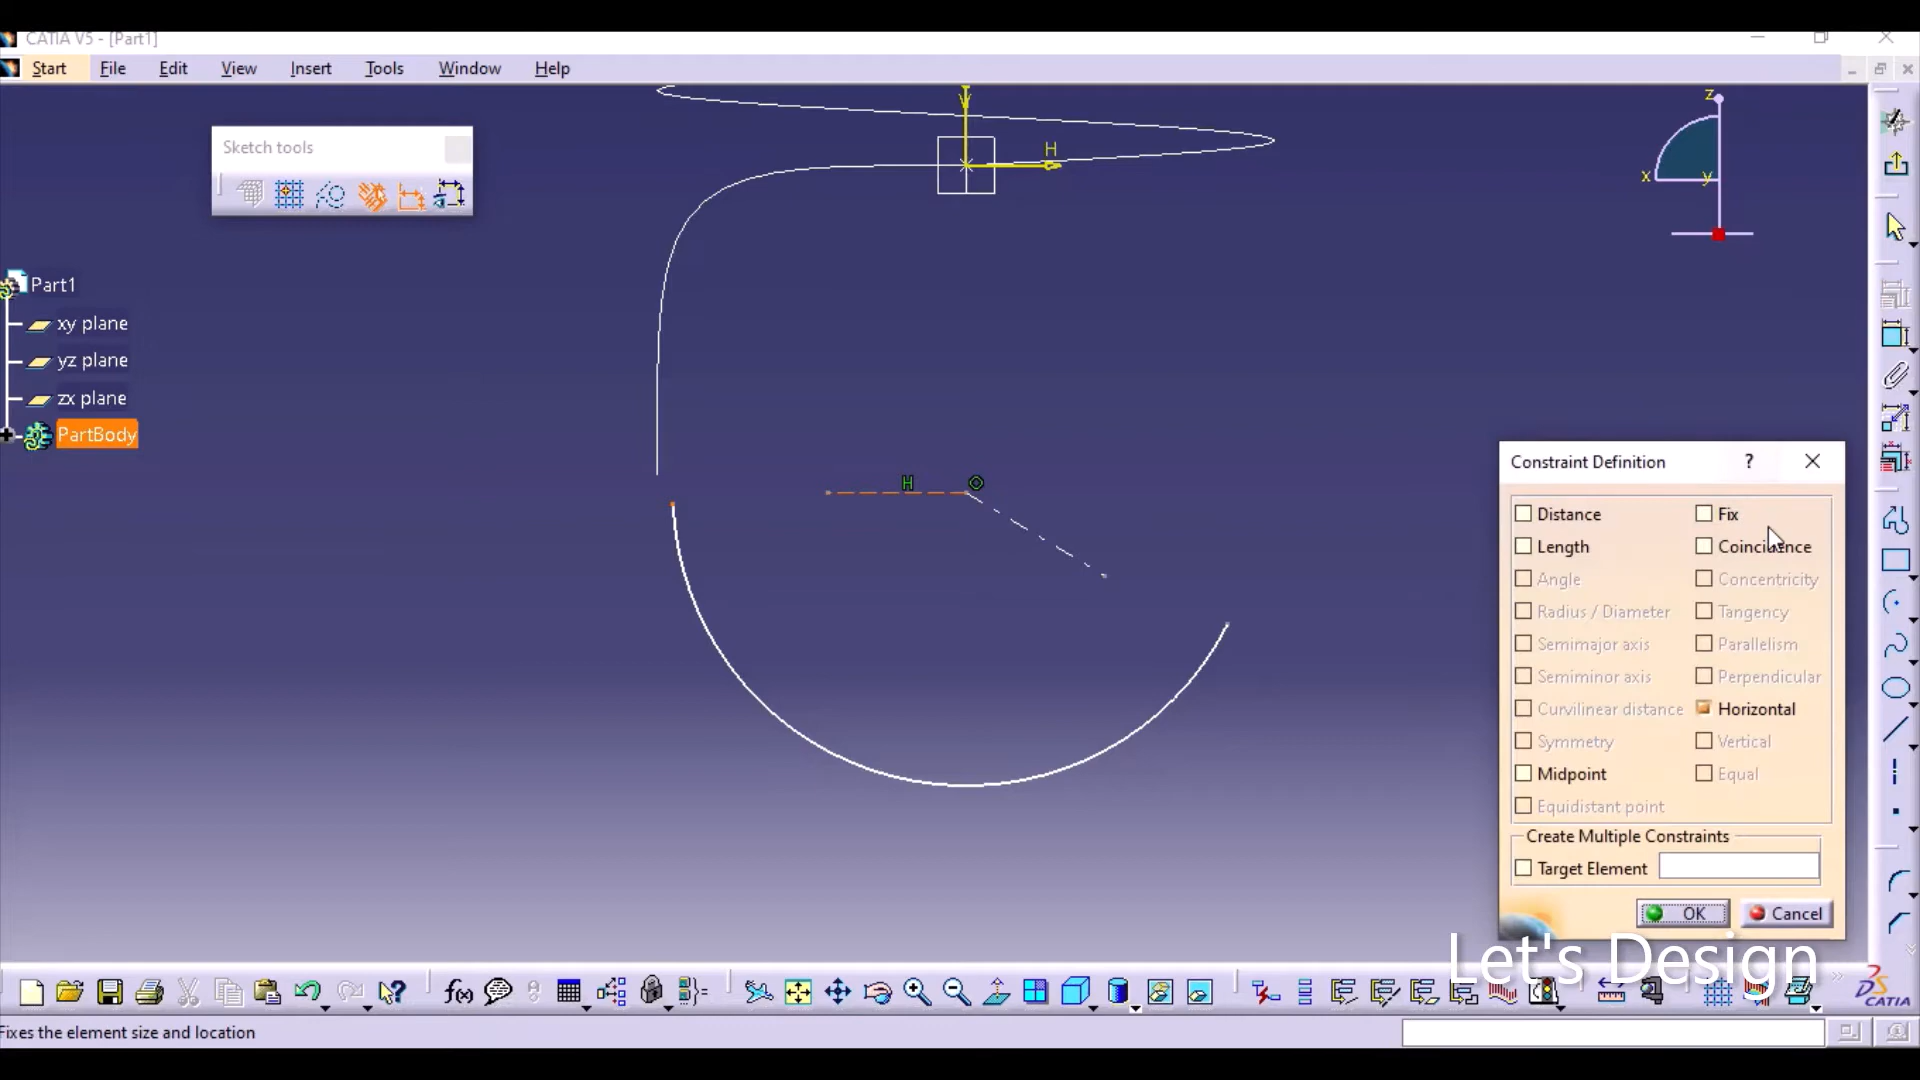 CATIA V5 - [Part1]
Start File Edit View Insert Tools Window Help
Sketch tools
V
H
z
x
y
Part1
xy plane
yz plane
zx plane
PartBody
H
Constraint Definition ?
Distance Fix
Length Coincidence
Angle Concentricity
Radius / Diameter Tangency
Semimajor axis Parallelism
Semiminor axis Perpendicular
Curvilinear distance Horizontal
Symmetry Vertical
Midpoint Equal
Equidistant point
Create Multiple Constraints
Target Element
OK Cancel
Let's Design
f(x)
CATIA
Fixes the element size and location